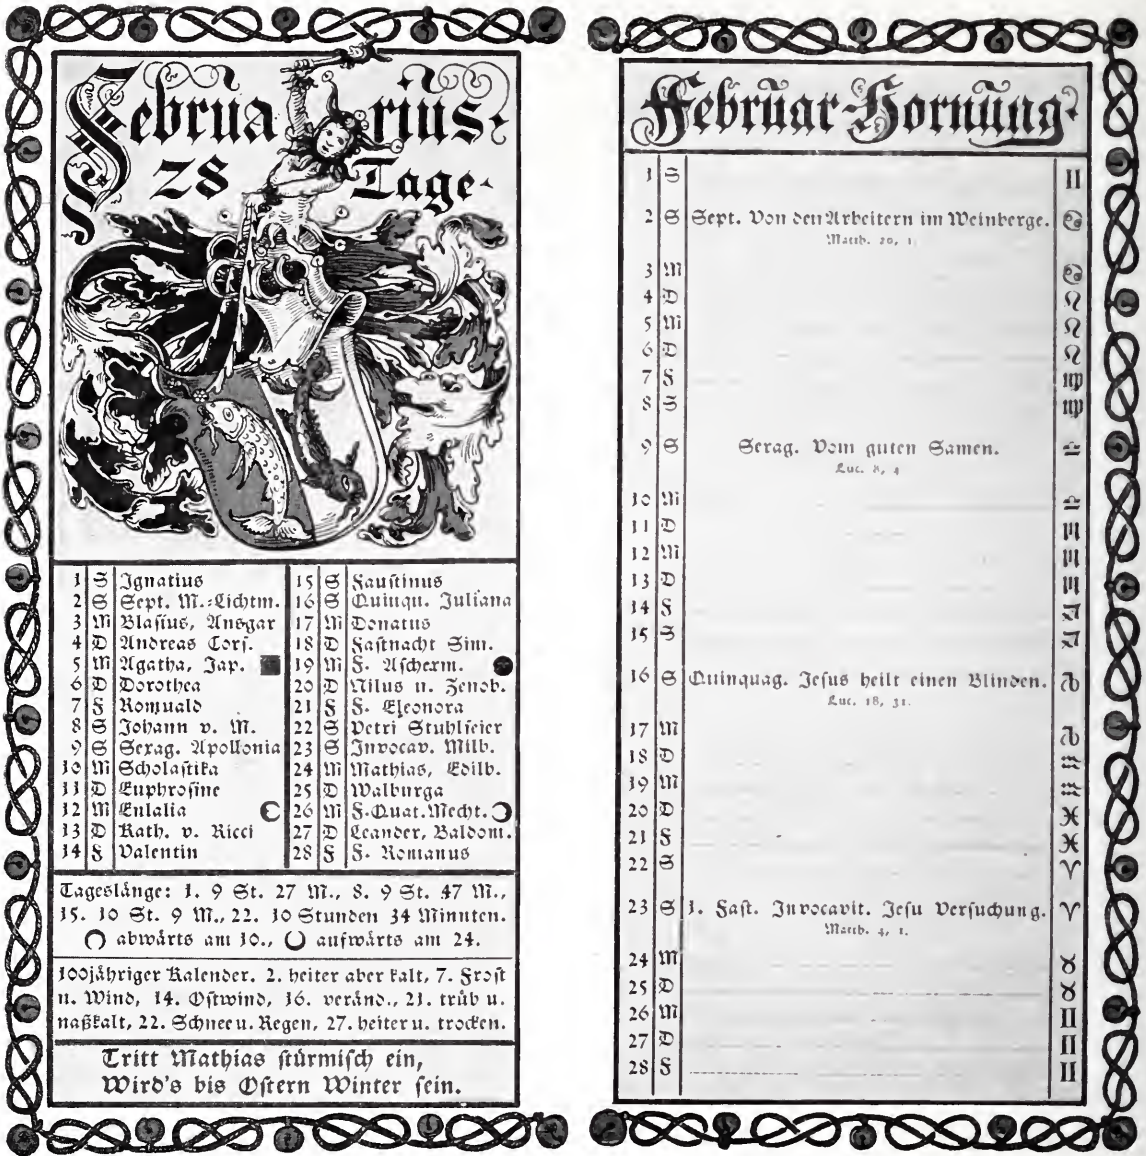 Februarius
28 Tage
1 S Ignatius
2 S Sept. M.-Lichtm.
3 M Blasius, Ansgar
4 D Andreas Cors.
5 M Agatha, Jap.
6 D Dorothea
7 F Romuald
8 S Johann v. M.
9 S Sexag. Apollonia
10 M Scholastika
11 D Euphrosine
12 M Eulalia
13 D Kath. v. Ricci
14 F Valentin
15 S Faustinus
16 S Quinqu. Juliana
17 M Donatus
18 D Fastnacht Sim.
19 M F. Ascherm.
20 D Nilus u. Zenob.
21 F F. Eleonora
22 S Petri Stuhlfeier
23 S Invocav. Milb.
24 M Mathias, Edilb.
25 D Walburga
26 M F.Quat.Mecht.
27 D Leander, Baldom.
28 F F. Romanus
Tageslänge: 1. 9 St. 27 M., 8. 9 St. 47 M.,
15. 10 St. 9 M., 22. 10 Stunden 34 Minuten.
abwärts am 10., aufwärts am 24.
100jähriger Kalender. 2. heiter aber kalt, 7. Frost
u. Wind, 14. Ostwind, 16. veränd., 21. trüb u.
naßkalt, 22. Schnee u. Regen, 27. heiter u. trocken.
Tritt Mathias stürmisch ein,
Wird's bis Ostern Winter sein.
Februar-Hornung
1 S ♊
2 S Sept. Von den Arbeitern im Weinberge. ♋
Matth. 20, 1.
3 M ♋
4 D ♌
5 M ♌
6 D ♌
7 F ♍
8 S ♍
9 S Sexag. Vom guten Samen. ♎
Luc. 8, 4
10 M ♎
11 D ♏
12 M ♏
13 D ♏
14 F ♐
15 S ♐
16 S Quinquag. Jesus heilt einen Blinden. ♑
Luc. 18, 31.
17 M ♑
18 D ♒
19 M ♒
20 D ♓
21 F ♓
22 S ♈
23 S 1. Fast. Invocavit. Jesu Versuchung. ♈
Matth. 4, 1.
24 M ♉
25 D ♉
26 M ♊
27 D ♊
28 F ♊